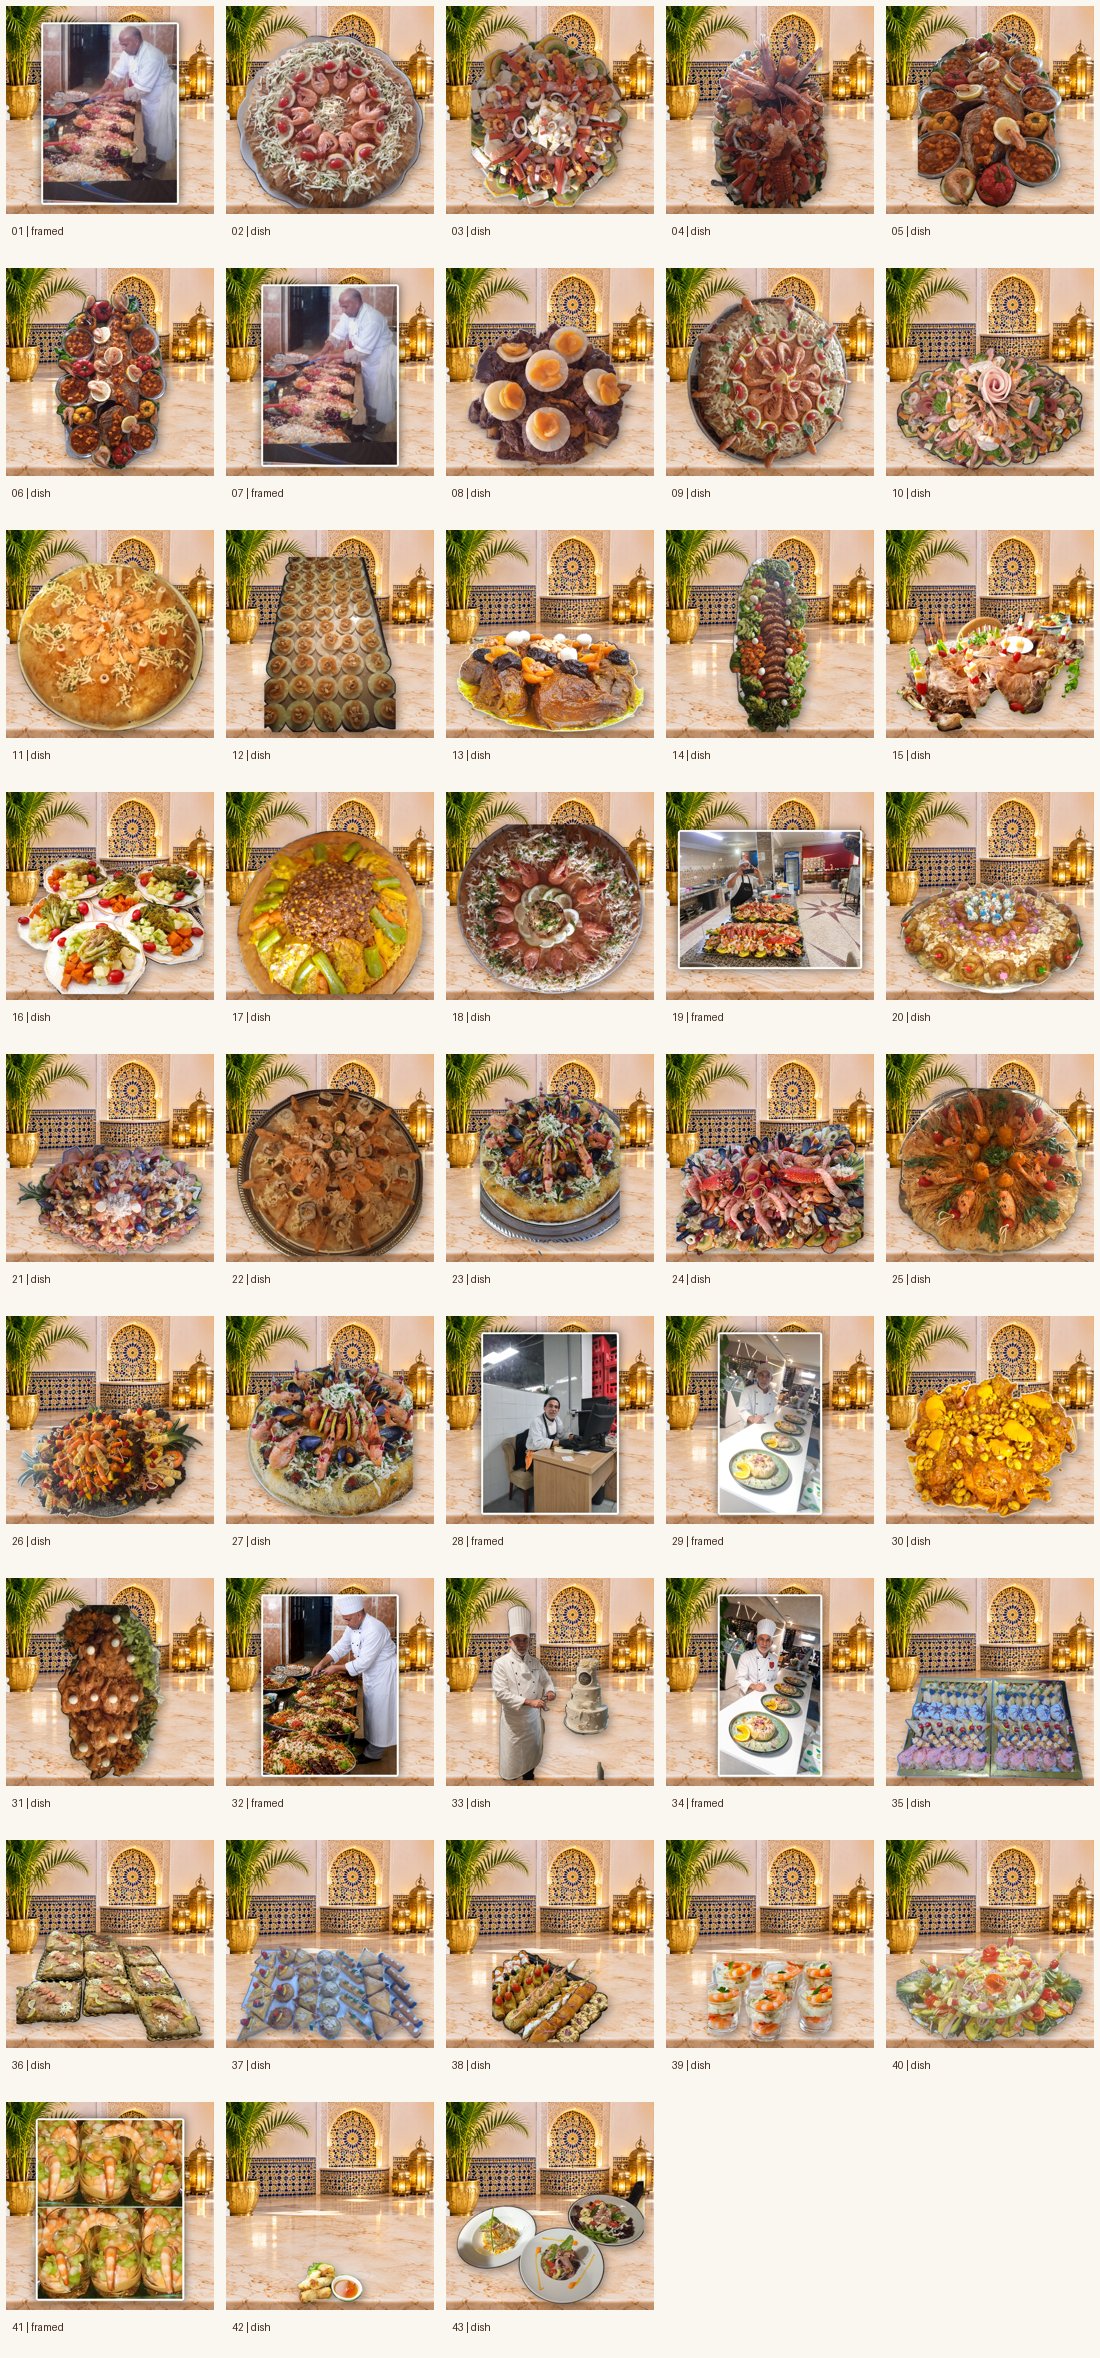 01 | framed
02 | dish
03 | dish
04 | dish
05 | dish
06 | dish
07 | framed
08 | dish
09 | dish
10 | dish
11 | dish
12 | dish
13 | dish
14 | dish
15 | dish
16 | dish
17 | dish
18 | dish
19 | framed
20 | dish
21 | dish
22 | dish
23 | dish
24 | dish
25 | dish
26 | dish
27 | dish
28 | framed
29 | framed
30 | dish
31 | dish
32 | framed
33 | dish
34 | framed
35 | dish
36 | dish
37 | dish
38 | dish
39 | dish
40 | dish
41 | framed
42 | dish
43 | dish